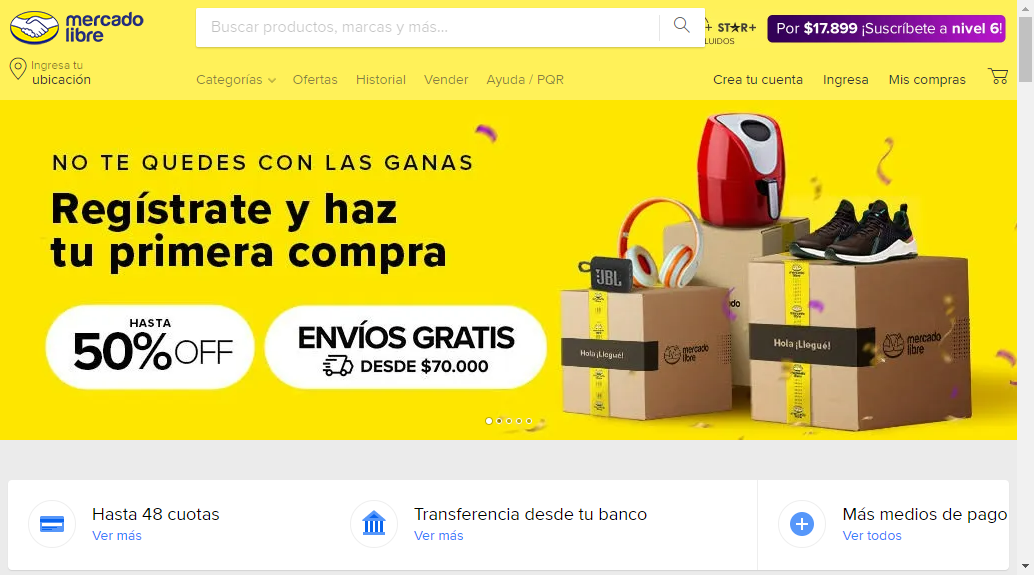 mercado
libre
Buscar productos, marcas y más...
+ ST★R+
LUIDOS
Por $17.899 ¡Suscríbete a nivel 6!
Ingresa tu
ubicación
Categorías
Ofertas
Historial
Vender
Ayuda / PQR
Crea tu cuenta
Ingresa
Mis compras
NO TE QUEDES CON LAS GANAS
Regístrate y haz
tu primera compra
HASTA
50% OFF
ENVÍOS GRATIS
DESDE $70.000
JBL
Hola ¡Llegué!
mercado
libre
Hola ¡Llegué!
mercado
libre
Hasta 48 cuotas
Ver más
Transferencia desde tu banco
Ver más
Más medios de pago
Ver todos